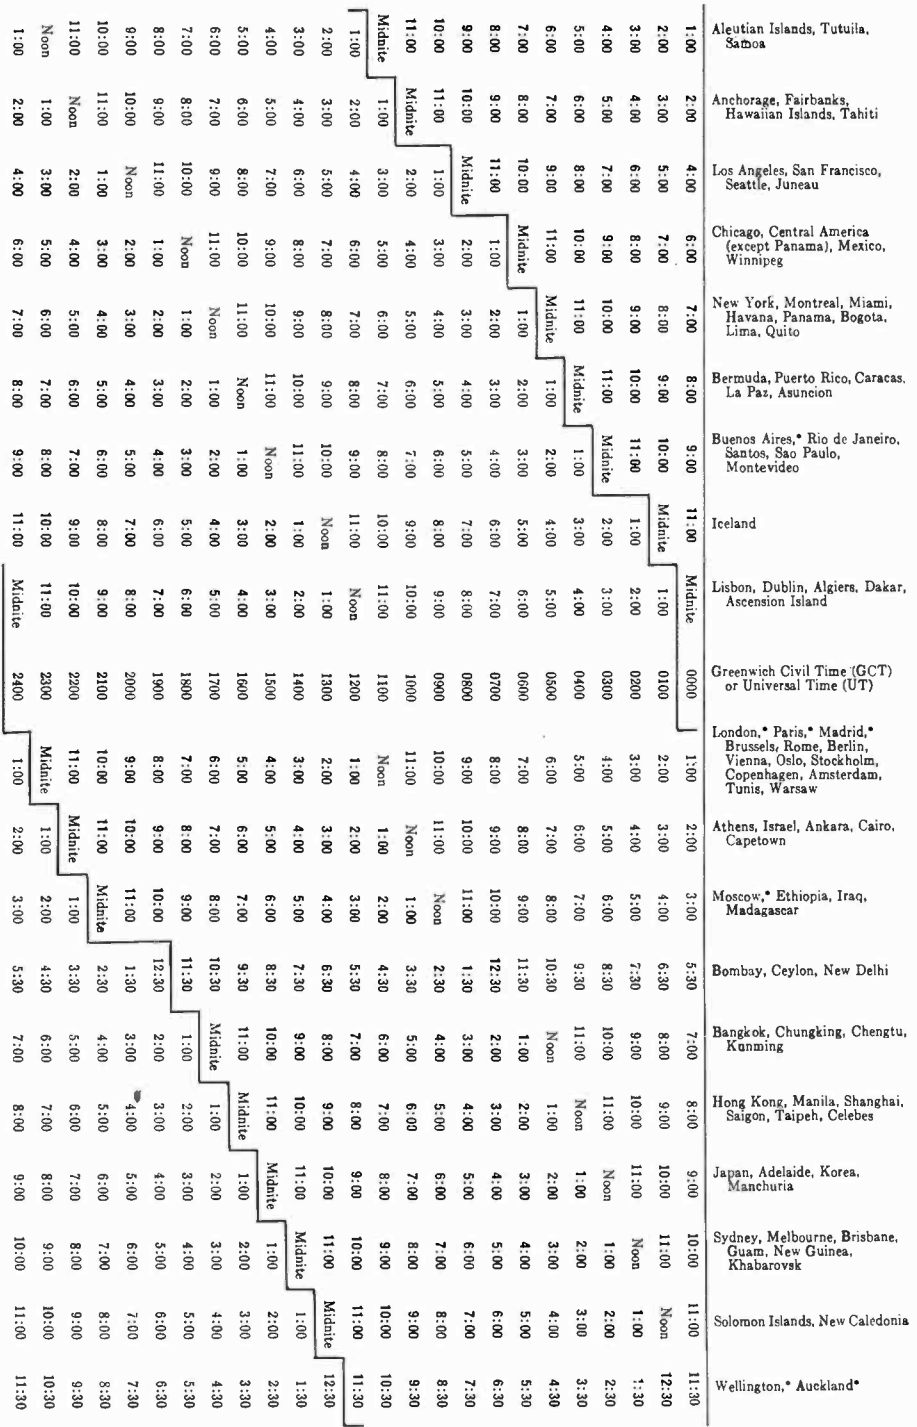 Aleutian Islands, Tutuila,
Samoa
Anchorage, Fairbanks,
Hawaiian Islands, Tahiti
Los Angeles, San Francisco,
Seattle, Juneau
Chicago, Central America
(except Panama), Mexico,
Winnipeg
New York, Montreal, Miami,
Havana, Panama, Bogota,
Lima, Quito
Bermuda, Puerto Rico, Caracas,
La Paz, Asuncion
Buenos Aires,* Rio de Janeiro,
Santos, Sao Paulo,
Montevideo
Iceland
Lisbon, Dublin, Algiers, Dakar,
Ascension Island
Greenwich Civil Time (GCT)
or Universal Time (UT)
London,* Paris,* Madrid,*
Brussels, Rome, Berlin,
Vienna, Oslo, Stockholm,
Copenhagen, Amsterdam,
Tunis, Warsaw
Athens, Israel, Ankara, Cairo,
Capetown
Moscow,* Ethiopia, Iraq,
Madagascar
Bombay, Ceylon, New Delhi
Bangkok, Chungking, Chengtu,
Kunming
Hong Kong, Manila, Shanghai,
Saigon, Taipeh, Celebes
Japan, Adelaide, Korea,
Manchuria
Sydney, Melbourne, Brisbane,
Guam, New Guinea,
Khabarovsk
Solomon Islands, New Caledonia
Wellington,* Auckland*
1:00 2:00 4:00 6:00 7:00 8:00 9:00 11:00 Midnite 0000 1:00 2:00 3:00 5:30 7:00 8:00 9:00 10:00 11:00 11:30
2:00 3:00 5:00 7:00 8:00 9:00 10:00 Midnite 1:00 0100 2:00 3:00 4:00 6:30 8:00 9:00 10:00 11:00 Noon 12:30
3:00 4:00 6:00 8:00 9:00 10:00 11:00 1:00 2:00 0200 3:00 4:00 5:00 7:30 9:00 10:00 11:00 Noon 1:00 1:30
4:00 5:00 7:00 9:00 10:00 11:00 Midnite 2:00 3:00 0300 4:00 5:00 6:00 8:30 10:00 11:00 Noon 1:00 2:00 2:30
5:00 6:00 8:00 10:00 11:00 Midnite 1:00 3:00 4:00 0400 5:00 6:00 7:00 9:30 11:00 Noon 1:00 2:00 3:00 3:30
6:00 7:00 9:00 11:00 Midnite 1:00 2:00 4:00 5:00 0500 6:00 7:00 8:00 10:30 Noon 1:00 2:00 3:00 4:00 4:30
7:00 8:00 10:00 Midnite 1:00 2:00 3:00 5:00 6:00 0600 7:00 8:00 9:00 11:30 1:00 2:00 3:00 4:00 5:00 5:30
8:00 9:00 11:00 1:00 2:00 3:00 4:00 6:00 7:00 0700 8:00 9:00 10:00 12:30 2:00 3:00 4:00 5:00 6:00 6:30
9:00 10:00 Midnite 2:00 3:00 4:00 5:00 7:00 8:00 0800 9:00 10:00 11:00 1:30 3:00 4:00 5:00 6:00 7:00 7:30
10:00 11:00 1:00 3:00 4:00 5:00 6:00 8:00 9:00 0900 10:00 11:00 Noon 2:30 4:00 5:00 6:00 7:00 8:00 8:30
11:00 Midnite 2:00 4:00 5:00 6:00 7:00 9:00 10:00 1000 11:00 Noon 1:00 3:30 5:00 6:00 7:00 8:00 9:00 9:30
Midnite 1:00 3:00 5:00 6:00 7:00 8:00 10:00 11:00 1100 Noon 1:00 2:00 4:30 6:00 7:00 8:00 9:00 10:00 10:30
1:00 2:00 4:00 6:00 7:00 8:00 9:00 11:00 Noon 1200 1:00 2:00 3:00 5:30 7:00 8:00 9:00 10:00 11:00 11:30
2:00 3:00 5:00 7:00 8:00 9:00 10:00 Noon 1:00 1300 2:00 3:00 4:00 6:30 8:00 9:00 10:00 11:00 Midnite 12:30
3:00 4:00 6:00 8:00 9:00 10:00 11:00 1:00 2:00 1400 3:00 4:00 5:00 7:30 9:00 10:00 11:00 Midnite 1:00 1:30
4:00 5:00 7:00 9:00 10:00 11:00 Noon 2:00 3:00 1500 4:00 5:00 6:00 8:30 10:00 11:00 Midnite 1:00 2:00 2:30
5:00 6:00 8:00 10:00 11:00 Noon 1:00 3:00 4:00 1600 5:00 6:00 7:00 9:30 11:00 Midnite 1:00 2:00 3:00 3:30
6:00 7:00 9:00 11:00 Noon 1:00 2:00 4:00 5:00 1700 6:00 7:00 8:00 10:30 Midnite 1:00 2:00 3:00 4:00 4:30
7:00 8:00 10:00 Noon 1:00 2:00 3:00 5:00 6:00 1800 7:00 8:00 9:00 11:30 1:00 2:00 3:00 4:00 5:00 5:30
8:00 9:00 11:00 1:00 2:00 3:00 4:00 6:00 7:00 1900 8:00 9:00 10:00 12:30 2:00 3:00 4:00 5:00 6:00 6:30
9:00 10:00 Noon 2:00 3:00 4:00 5:00 7:00 8:00 2000 9:00 10:00 11:00 1:30 3:00 4:00 5:00 6:00 7:00 7:30
10:00 11:00 1:00 3:00 4:00 5:00 6:00 8:00 9:00 2100 10:00 11:00 Midnite 2:30 4:00 5:00 6:00 7:00 8:00 8:30
11:00 Noon 2:00 4:00 5:00 6:00 7:00 9:00 10:00 2200 11:00 Midnite 1:00 3:30 5:00 6:00 7:00 8:00 9:00 9:30
Noon 1:00 3:00 5:00 6:00 7:00 8:00 10:00 11:00 2300 Midnite 1:00 2:00 4:30 6:00 7:00 8:00 9:00 10:00 10:30
1:00 2:00 4:00 6:00 7:00 8:00 9:00 11:00 Midnite 2400 1:00 2:00 3:00 5:30 7:00 8:00 9:00 10:00 11:00 11:30